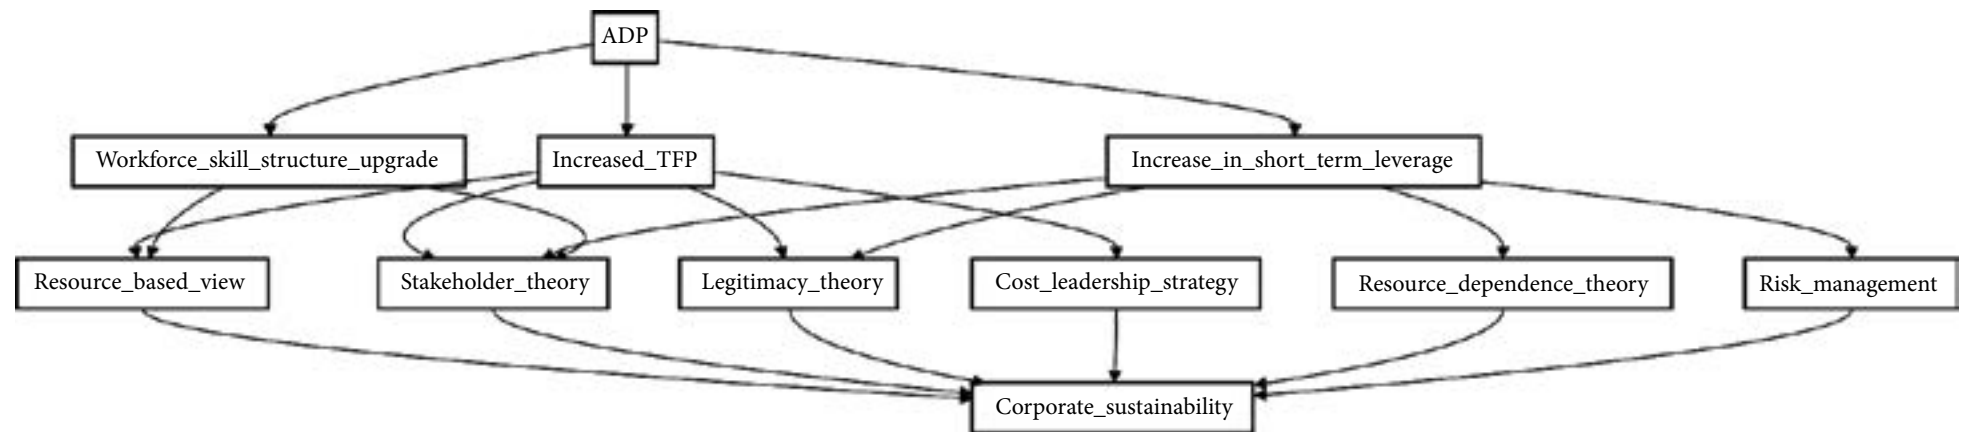 ADP
Workforce_skill_structure_upgrade
Increased_TFP
Increase_in_short_term_leverage
Resource_based_view
Stakeholder_theory
Legitimacy_theory
Cost_leadership_strategy
Resource_dependence_theory
Risk_management
Corporate_sustainability